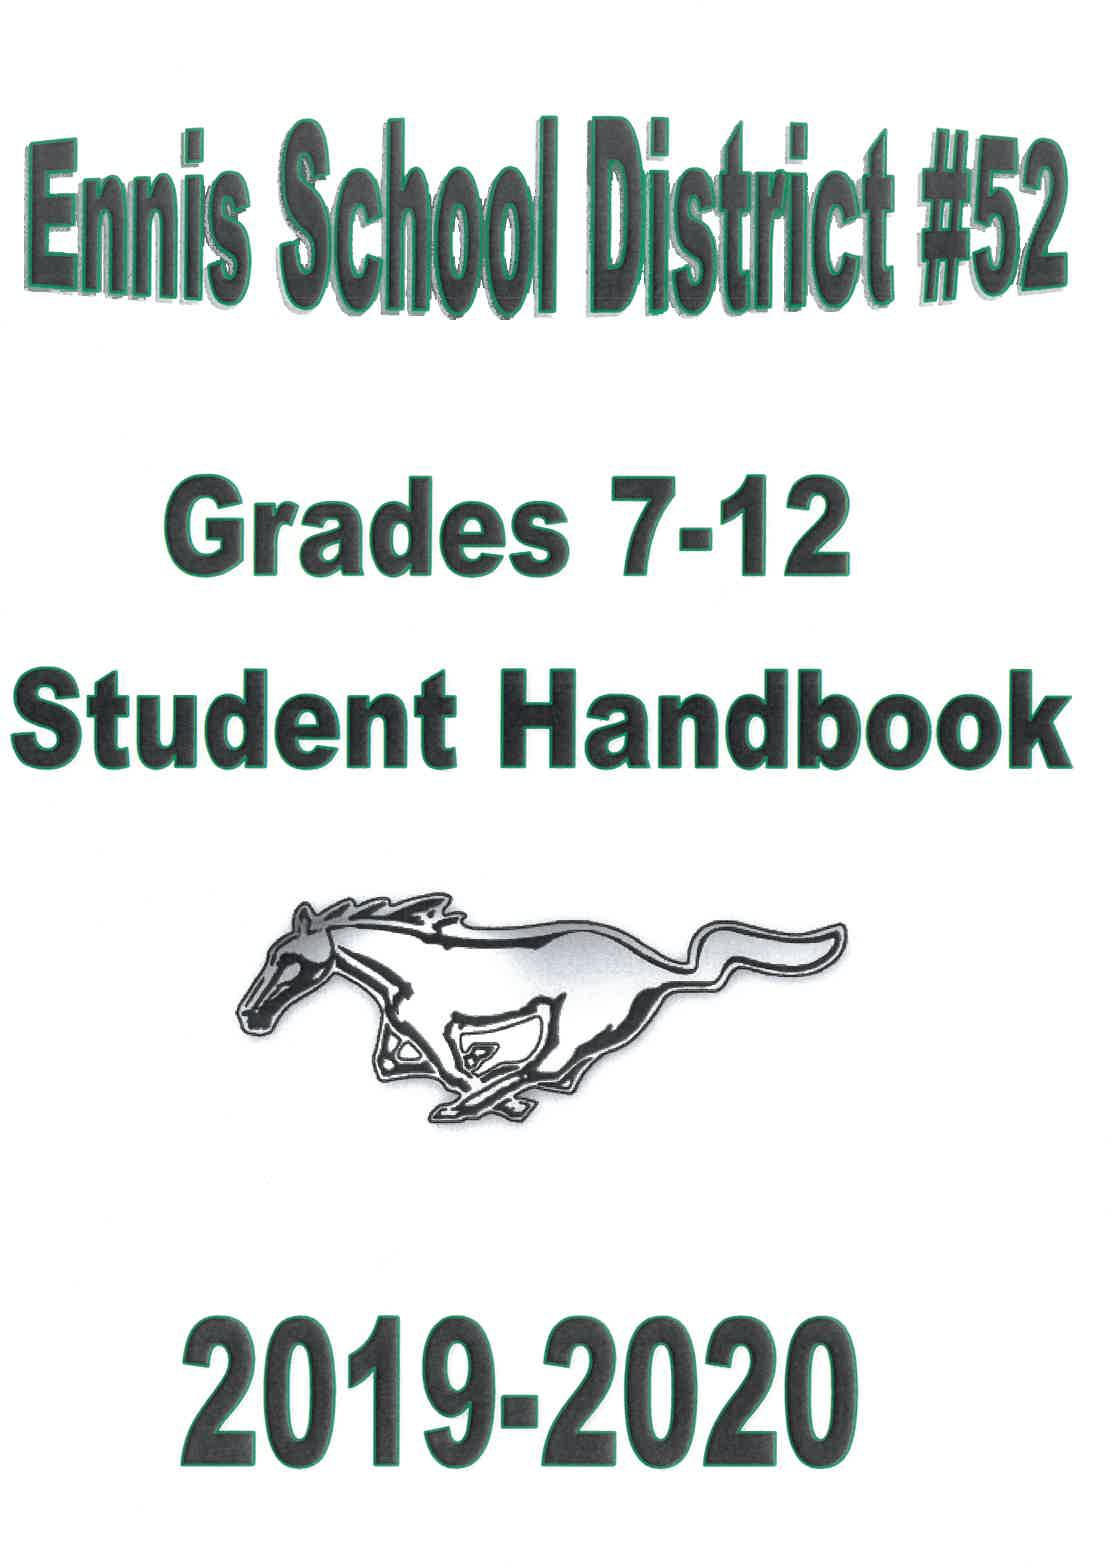 Ennis School District #52
Grades 7-12
Student Handbook
2019-2020